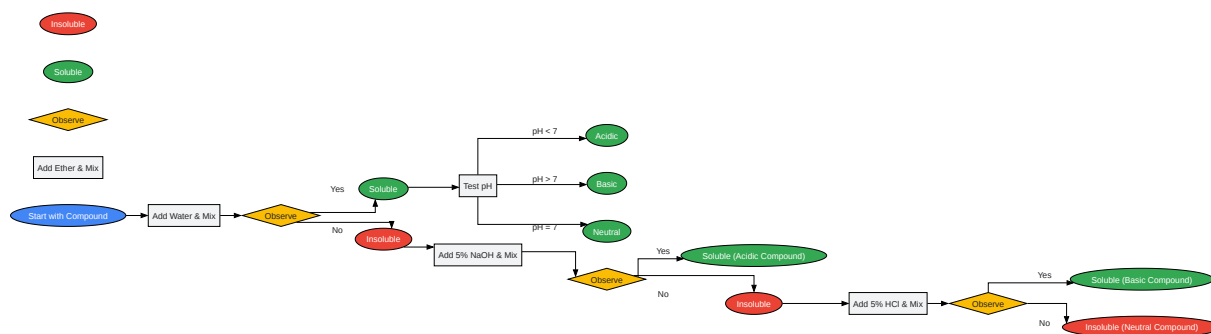 Insoluble
Soluble
Observe
Add Ether & Mix
Start with Compound
Add Water & Mix
Observe
Yes
No
Soluble
Insoluble
Test pH
pH < 7
pH > 7
pH = 7
Acidic
Basic
Neutral
Add 5% NaOH & Mix
Observe
Yes
No
Soluble (Acidic Compound)
Insoluble
Add 5% HCl & Mix
Observe
Yes
No
Soluble (Basic Compound)
Insoluble (Neutral Compound)